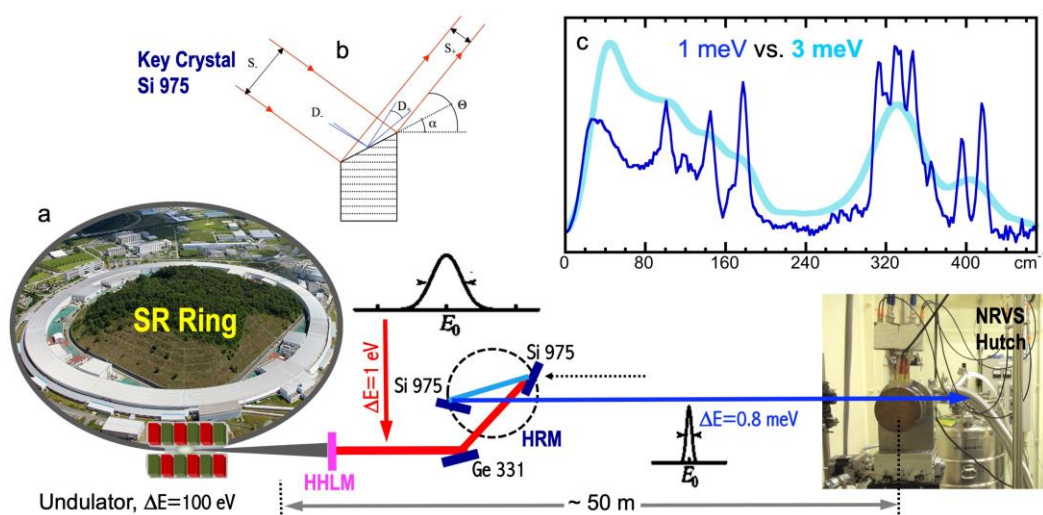 Key Crystal
Si 975
b
S-
S+
D-
D+
Θ
α
c
1 meV vs. 3 meV
0
80
160
240
320
400
cm-
a
SR Ring
E0
ΔE=1 eV
Si 975
Si 975
HRM
Ge 331
HHLM
ΔE=0.8 meV
E0
NRVS
Hutch
Undulator, ΔE=100 eV
~ 50 m